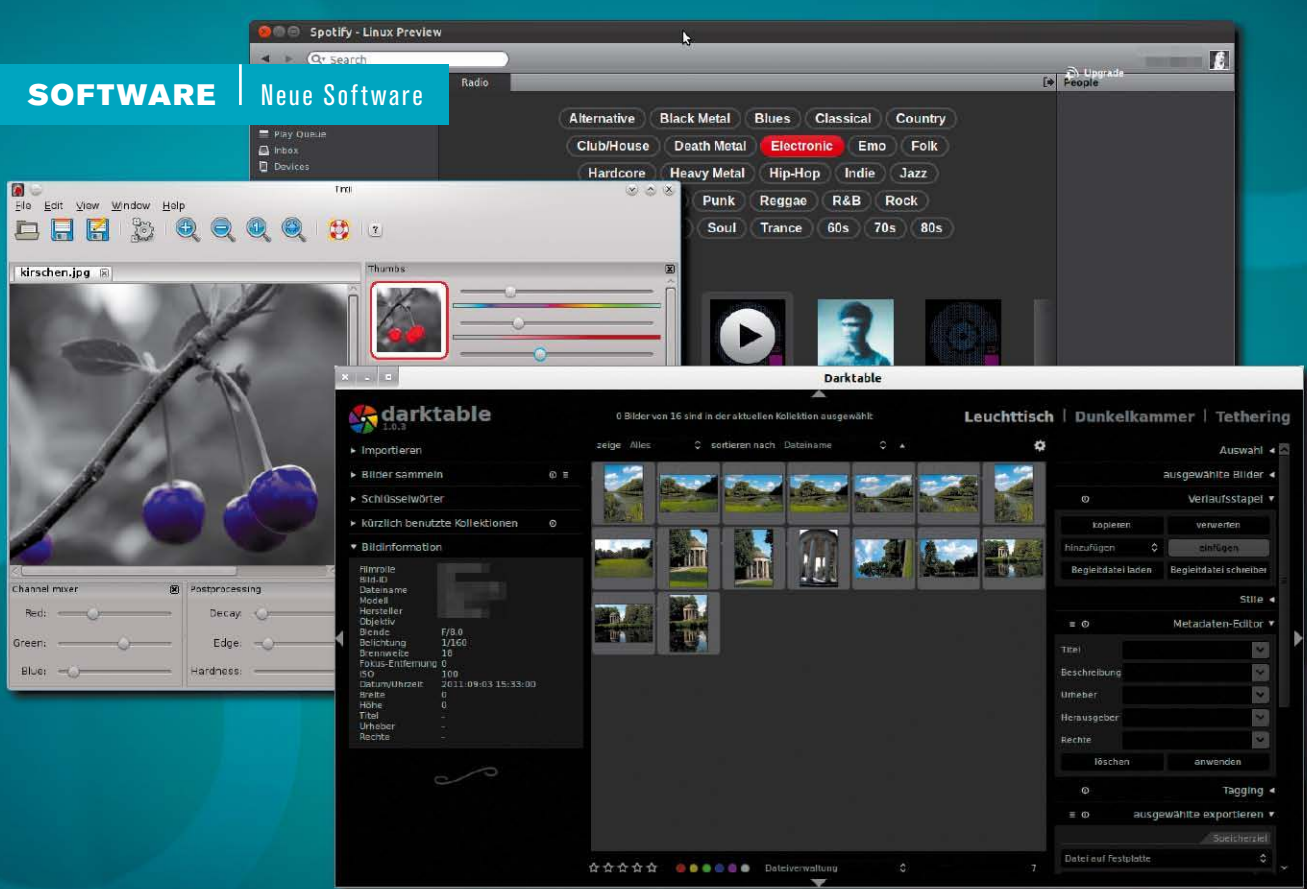 Spotify - Linux Preview
Search
SOFTWARE Neue Software
Radio
Upgrade
People
Play Queue
Inbox
Devices
Alternative Black Metal Blues Classical Country
Club/House Death Metal Electronic Emo Folk
Hardcore Heavy Metal Hip-Hop Indie Jazz
Punk Reggae R&B Rock
Soul Trance 60s 70s 80s
File Edit View Window Help
kirschen.jpg
Thumbs
Channel mixer
Red:
Green:
Blue:
Postprocessing
Decay:
Edge:
Hardness:
Darktable
darktable
1.0.3
0 Bilder von 16 sind in der aktuellen Kollektion ausgewählt
Leuchttisch | Dunkelkammer | Tethering
Importieren
Bilder sammeln
Schlüsselwörter
kürzlich benutzte Kollektionen
Bildinformation
Filmrolle
Bild-ID
Dateiname
Modell
Hersteller
Objektiv
Blende F/8.0
Belichtung 1/160
Brennweite 18
Fokus-Entfernung 0
ISO 100
Datum/Uhrzeit 2011:09:03 15:33:00
Breite 0
Höhe 0
Titel -
Urheber -
Rechte -
zeige Alles sortieren nach Dateiname
Dateiverwaltung
7
Auswahl
ausgewählte Bilder
Verlaufsstapel
kopieren verwerfen
hinzufügen einfügen
Begleitdatei laden Begleitdatei schreiben
Stile
Metadaten-Editor
Titel
Beschreibung
Urheber
Herausgeber
Rechte
löschen anwenden
Tagging
ausgewählte exportieren
Speicherziel
Datei auf Festplatte